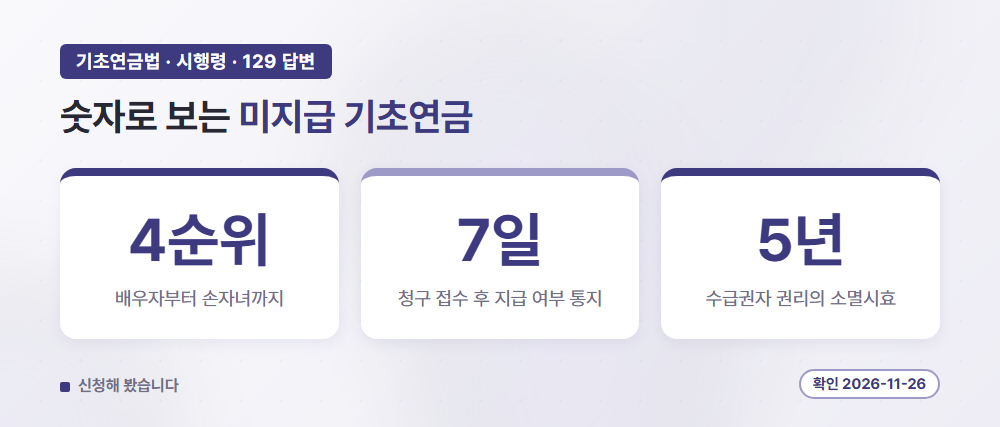 기초연금법 · 시행령 · 129 답변
숫자로 보는 미지급 기초연금
4순위
배우자부터 손자녀까지
7일
청구 접수 후 지급 여부 통지
5년
수급권자 권리의 소멸시효
신청해 봤습니다
확인 2026-11-26